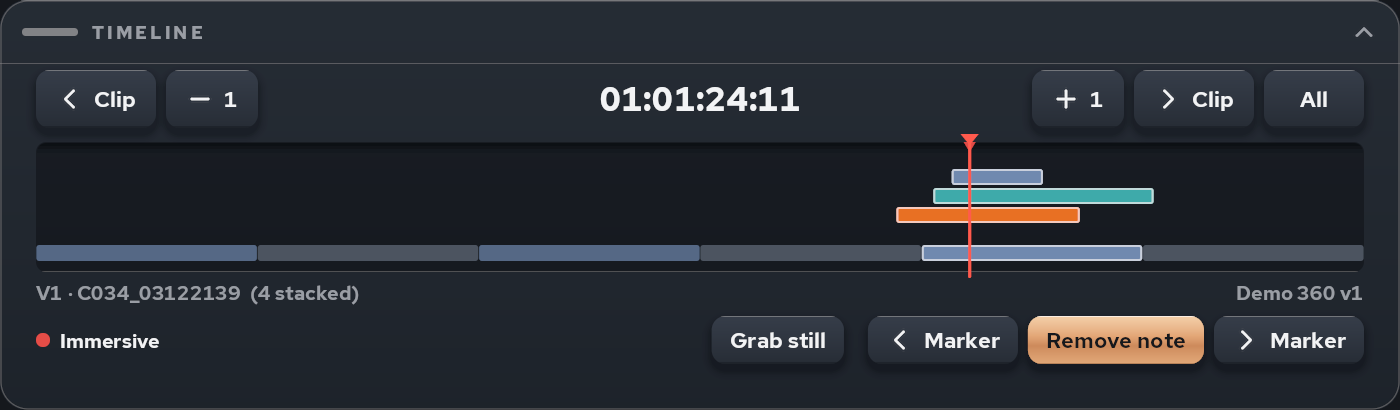 TIMELINE
Clip
1
01:01:24:11
1
Clip
All
V1 · C034_03122139 (4 stacked)
Demo 360 v1
Immersive
Grab still
Marker
Remove note
Marker